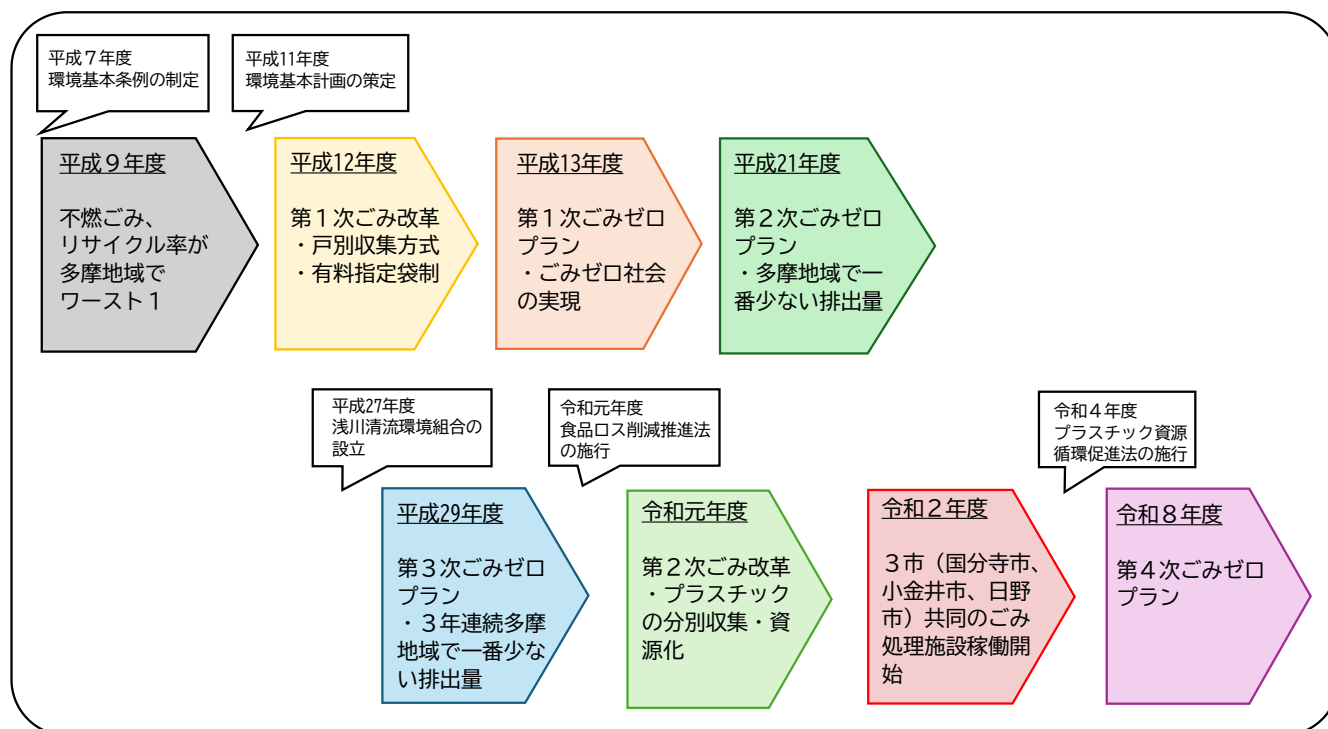 平成７年度
環境基本条例の制定
平成11年度
環境基本計画の策定
平成９年度
不燃ごみ、
リサイクル率が
多摩地域で
ワースト１
平成12年度
第１次ごみ改革
・戸別収集方式
・有料指定袋制
平成13年度
第１次ごみゼロ
プラン
・ごみゼロ社会
の実現
平成21年度
第２次ごみゼロ
プラン
・多摩地域で一
番少ない排出量
平成27年度
浅川清流環境組合の
設立
令和元年度
食品ロス削減推進法
の施行
令和４年度
プラスチック資源
循環促進法の施行
平成29年度
第３次ごみゼロ
プラン
・３年連続多摩
地域で一番少な
い排出量
令和元年度
第２次ごみ改革
・プラスチック
の分別収集・資
源化
令和２年度
３市（国分寺市、
小金井市、日野
市）共同のごみ
処理施設稼働開
始
令和８年度
第４次ごみゼロ
プラン